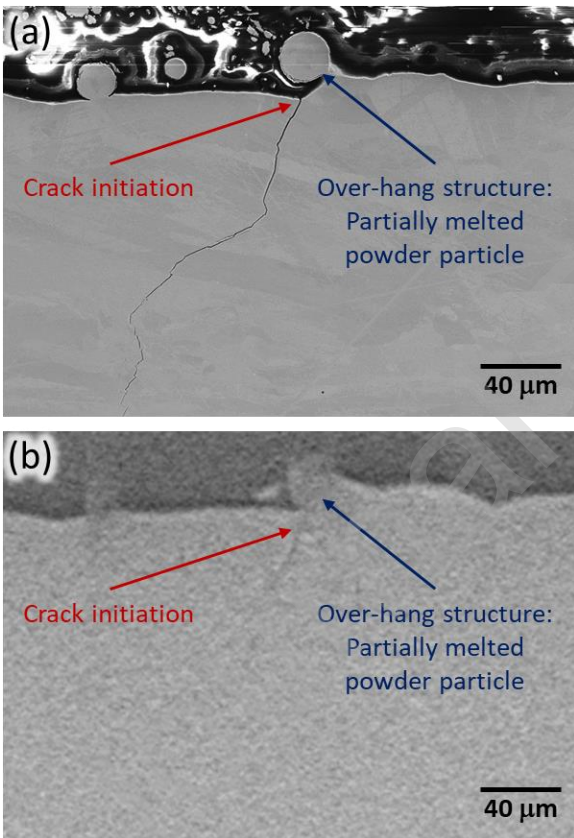 (a)
Crack initiation
Over-hang structure:
Partially melted
powder particle
40 μm
(b)
Crack initiation
Over-hang structure:
Partially melted
powder particle
40 μm